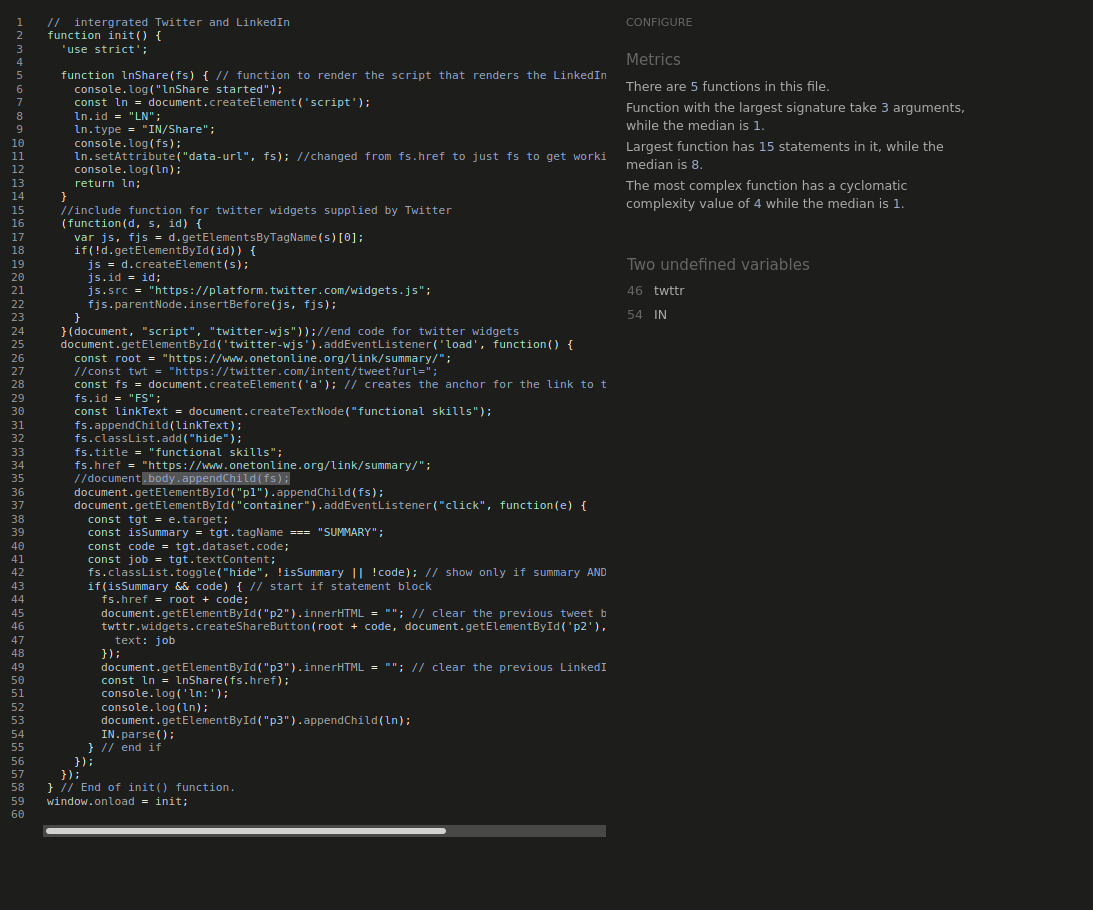 1 //  intergrated Twitter and LinkedIn
2 function init() {
3   'use strict';
4
5   function lnShare(fs) { // function to render the script that renders the LinkedIn
6     console.log("lnShare started");
7     const ln = document.createElement('script');
8     ln.id = "LN";
9     ln.type = "IN/Share";
10     console.log(fs);
11     ln.setAttribute("data-url", fs); //changed from fs.href to just fs to get worki
12     console.log(ln);
13     return ln;
14   }
15   //include function for twitter widgets supplied by Twitter
16   (function(d, s, id) {
17     var js, fjs = d.getElementsByTagName(s)[0];
18     if(!d.getElementById(id)) {
19       js = d.createElement(s);
20       js.id = id;
21       js.src = "https://platform.twitter.com/widgets.js";
22       fjs.parentNode.insertBefore(js, fjs);
23     }
24   }(document, "script", "twitter-wjs"));//end code for twitter widgets
25   document.getElementById('twitter-wjs').addEventListener('load', function() {
26     const root = "https://www.onetonline.org/link/summary/";
27     //const twt = "https://twitter.com/intent/tweet?url=";
28     const fs = document.createElement('a'); // creates the anchor for the link to t
29     fs.id = "FS";
30     const linkText = document.createTextNode("functional skills");
31     fs.appendChild(linkText);
32     fs.classList.add("hide");
33     fs.title = "functional skills";
34     fs.href = "https://www.onetonline.org/link/summary/";
35     //document.body.appendChild(fs);
36     document.getElementById("p1").appendChild(fs);
37     document.getElementById("container").addEventListener("click", function(e) {
38       const tgt = e.target;
39       const isSummary = tgt.tagName === "SUMMARY";
40       const code = tgt.dataset.code;
41       const job = tgt.textContent;
42       fs.classList.toggle("hide", !isSummary || !code); // show only if summary AND
43       if(isSummary && code) { // start if statement block
44         fs.href = root + code;
45         document.getElementById("p2").innerHTML = ""; // clear the previous tweet b
46         twttr.widgets.createShareButton(root + code, document.getElementById('p2'),
47           text: job
48         });
49         document.getElementById("p3").innerHTML = ""; // clear the previous LinkedI
50         const ln = lnShare(fs.href);
51         console.log('ln:');
52         console.log(ln);
53         document.getElementById("p3").appendChild(ln);
54         IN.parse();
55       } // end if
56     });
57   });
58 } // End of init() function.
59 window.onload = init;
60
CONFIGURE
Metrics
There are 5 functions in this file.
Function with the largest signature take 3 arguments,
while the median is 1.
Largest function has 15 statements in it, while the
median is 8.
The most complex function has a cyclomatic
complexity value of 4 while the median is 1.
Two undefined variables
46 twttr
54 IN